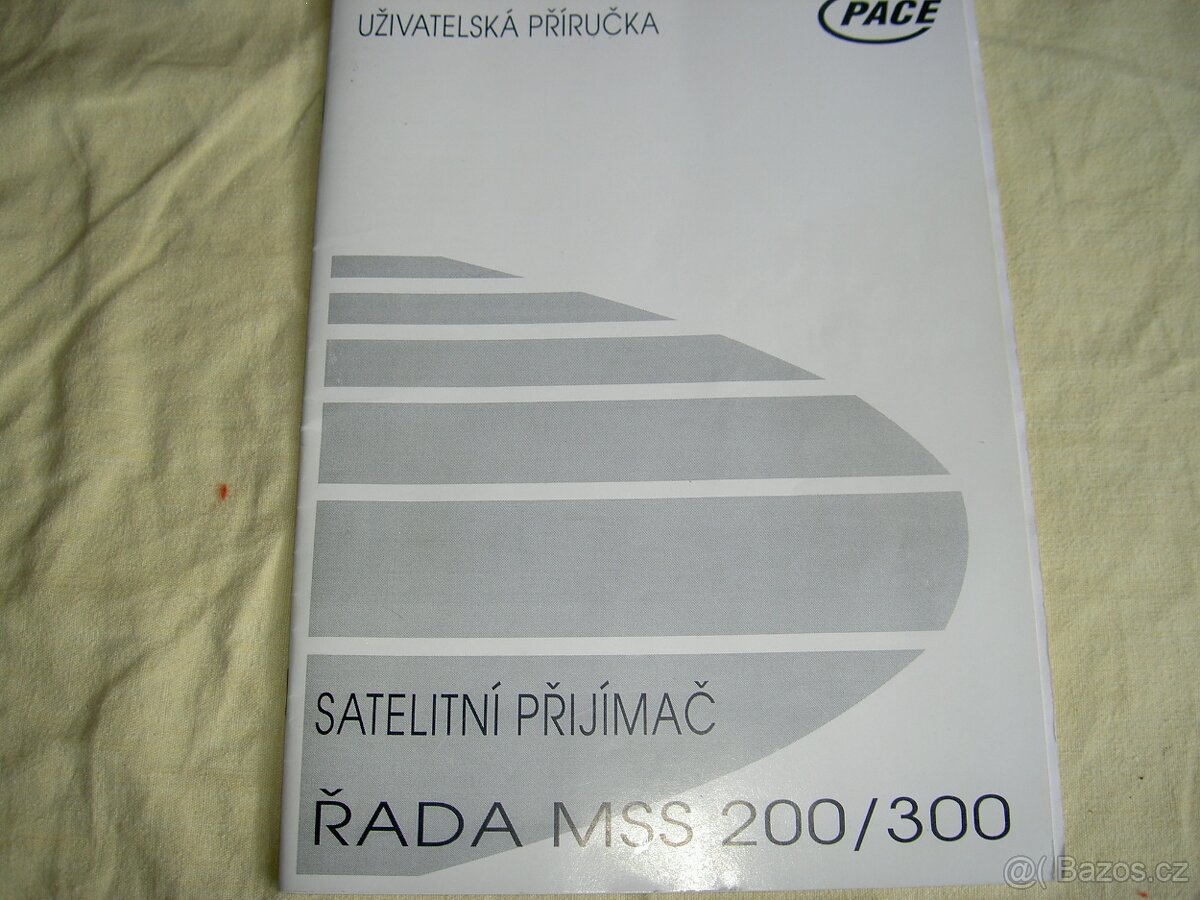 UŽIVATELSKÁ PŘÍRUČKA
PACE
SATELITNÍ PŘIJÍMAČ
ŘADA MSS 200/300
@( Bazos.cz